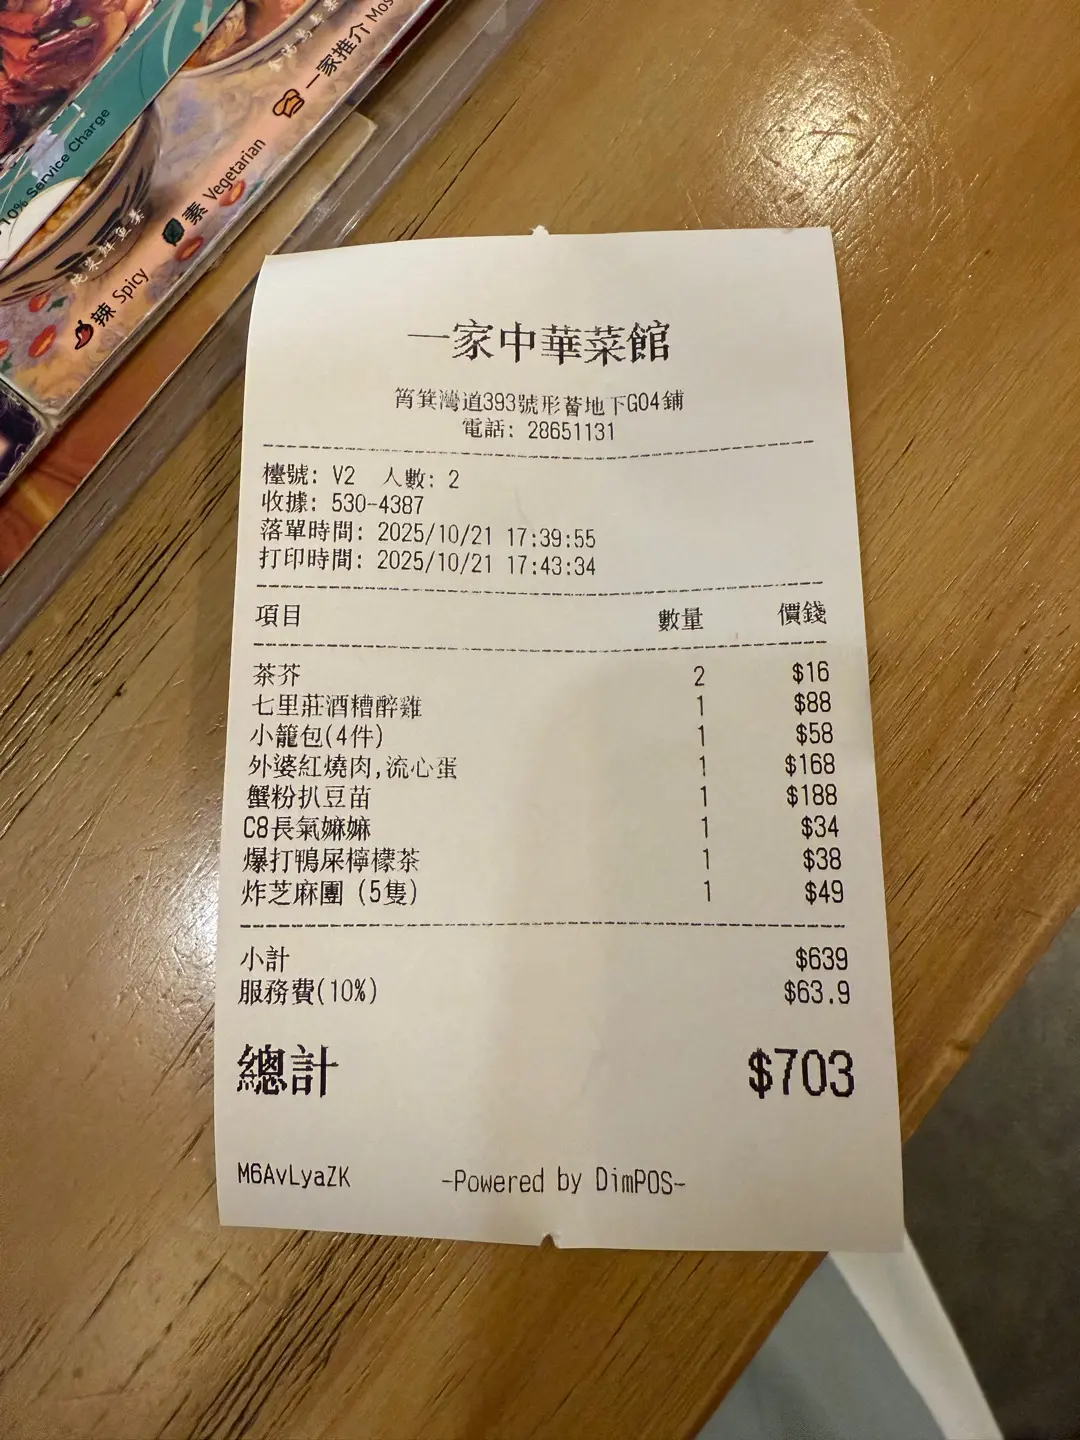 10% Service Charge
素 Vegetarian
辣 Spicy
一家推介 Mos
一家中華菜館
筲箕灣道393號形薈地下G04鋪
電話: 28651131
檯號: V2 人數: 2
收據: 530-4387
落單時間: 2025/10/21 17:39:55
打印時間: 2025/10/21 17:43:34
項目 數量 價錢
茶芥 2 $16
七里莊酒糟醉雞 1 $88
小籠包(4件) 1 $58
外婆紅燒肉,流心蛋 1 $168
蟹粉扒豆苗 1 $188
C8長氣嫲嫲 1 $34
爆打鴨屎檸檬茶 1 $38
炸芝麻團 (5隻) 1 $49
小計 $639
服務費(10%) $63.9
總計 $703
M6AvLyaZK -Powered by DimPOS-